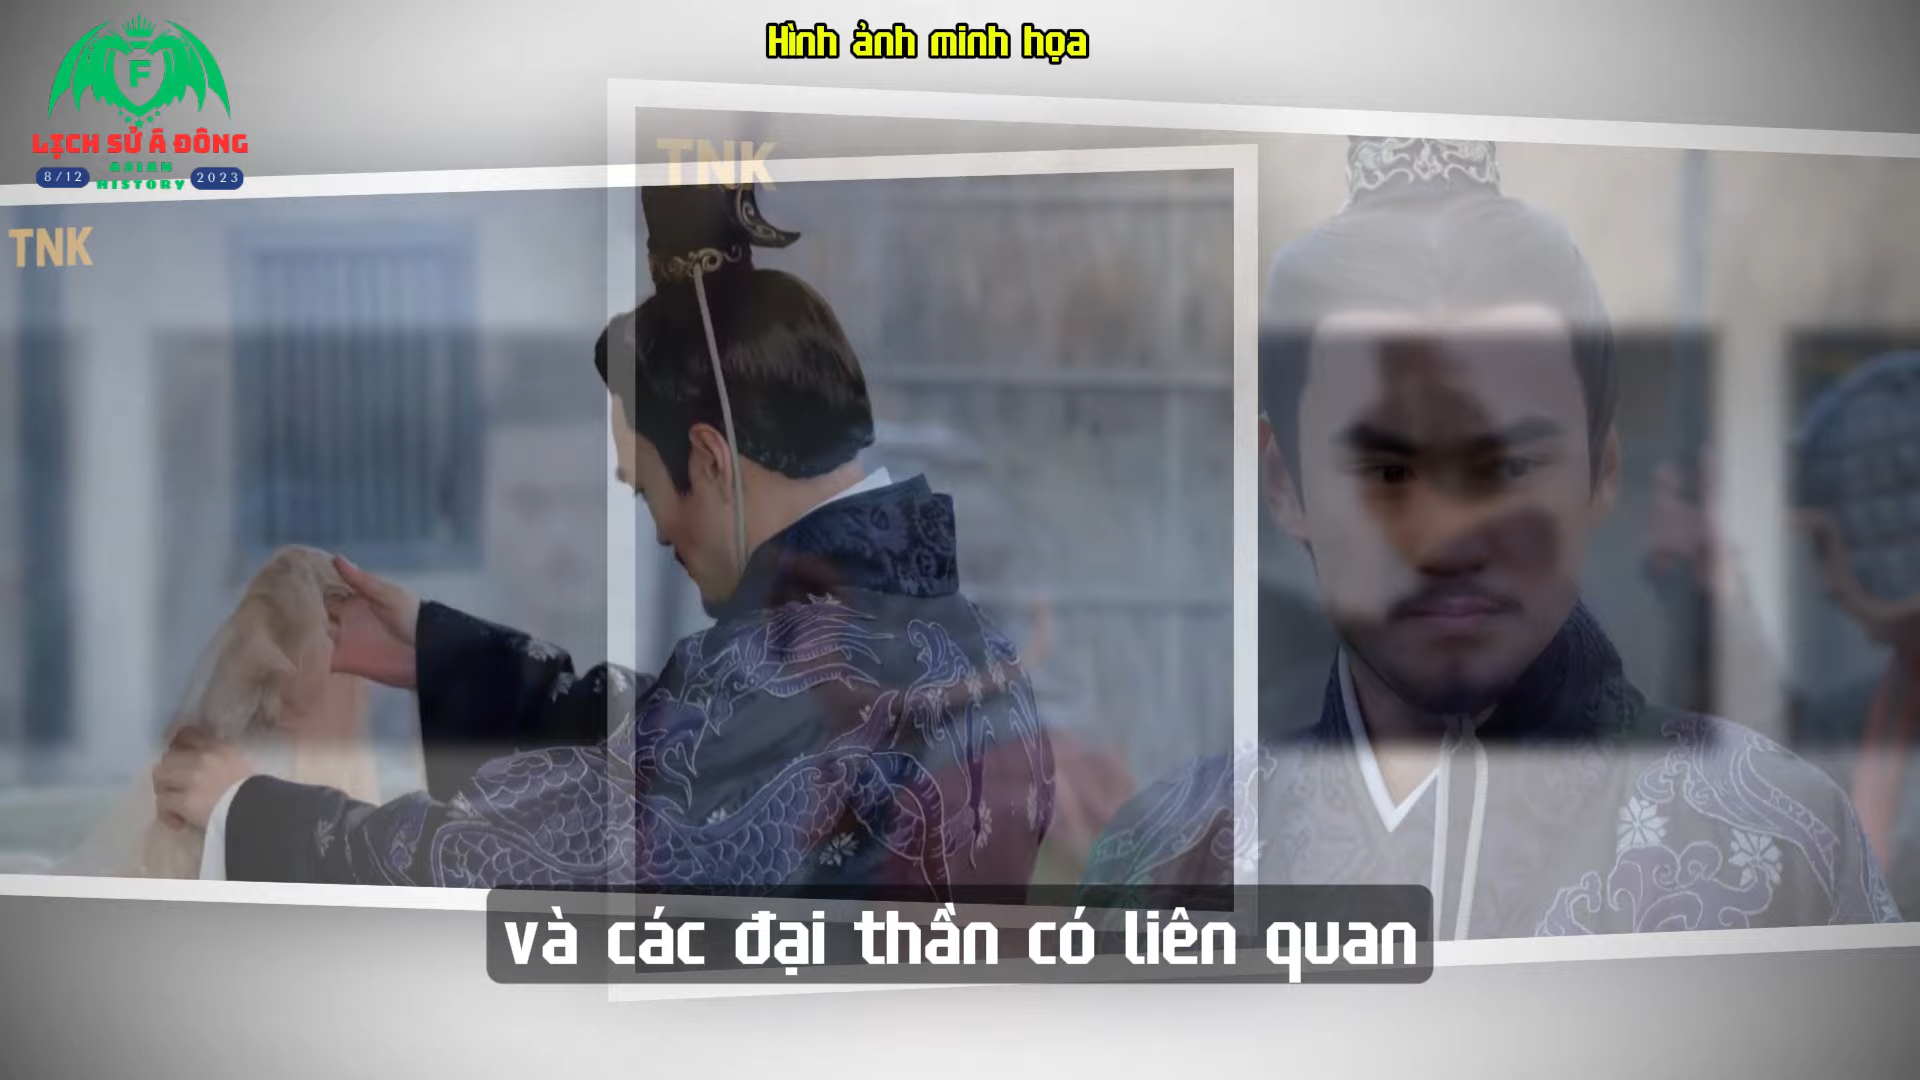 Hình ảnh minh họa
F
LỊCH SỬ Á ĐÔNG
ASIAN
8/12
HISTORY
2023
TNK
TNK
và các đại thần có liên quan